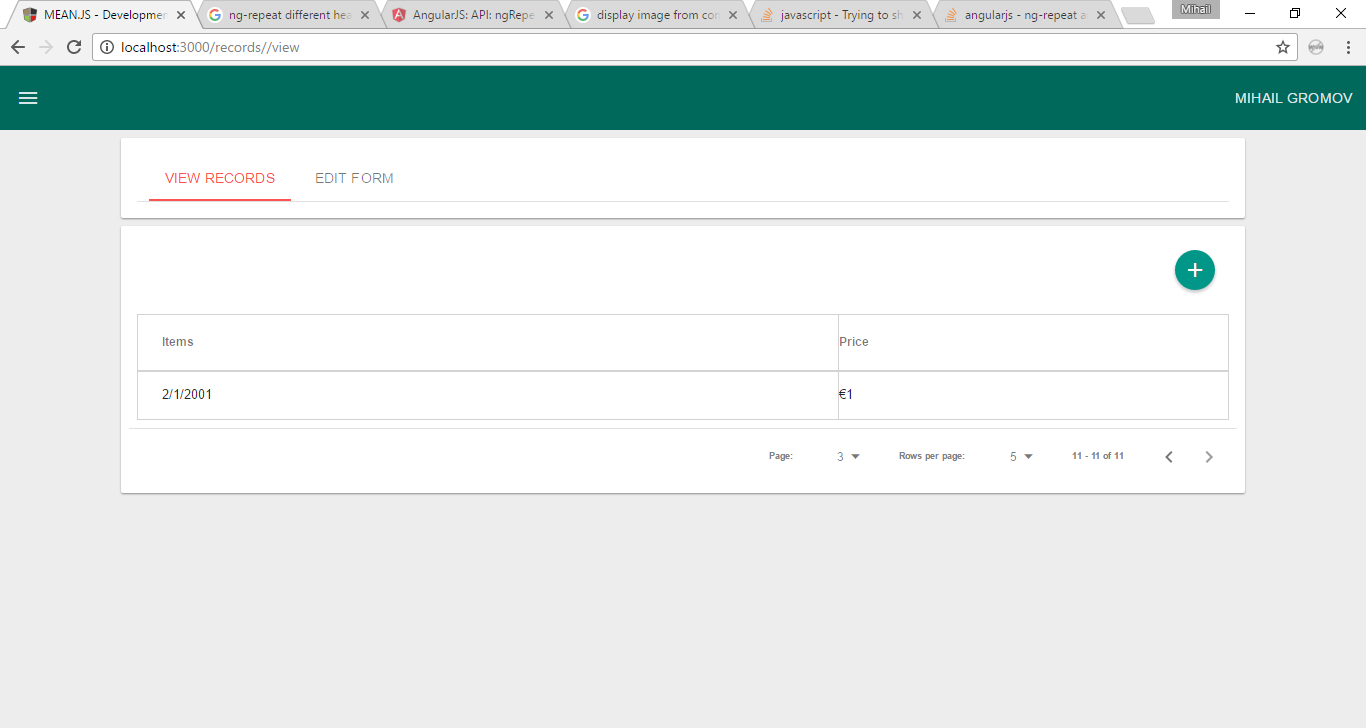 MEAN.JS - Developmen
ng-repeat different hea
AngularJS: API: ngRepe
display image from con
javascript - Trying to sh
angularjs - ng-repeat a
Mihail
localhost:3000/records//view
MIHAIL GROMOV
VIEW RECORDS
EDIT FORM
Items
Price
2/1/2001
€1
Page:
3
Rows per page:
5
11 - 11 of 11